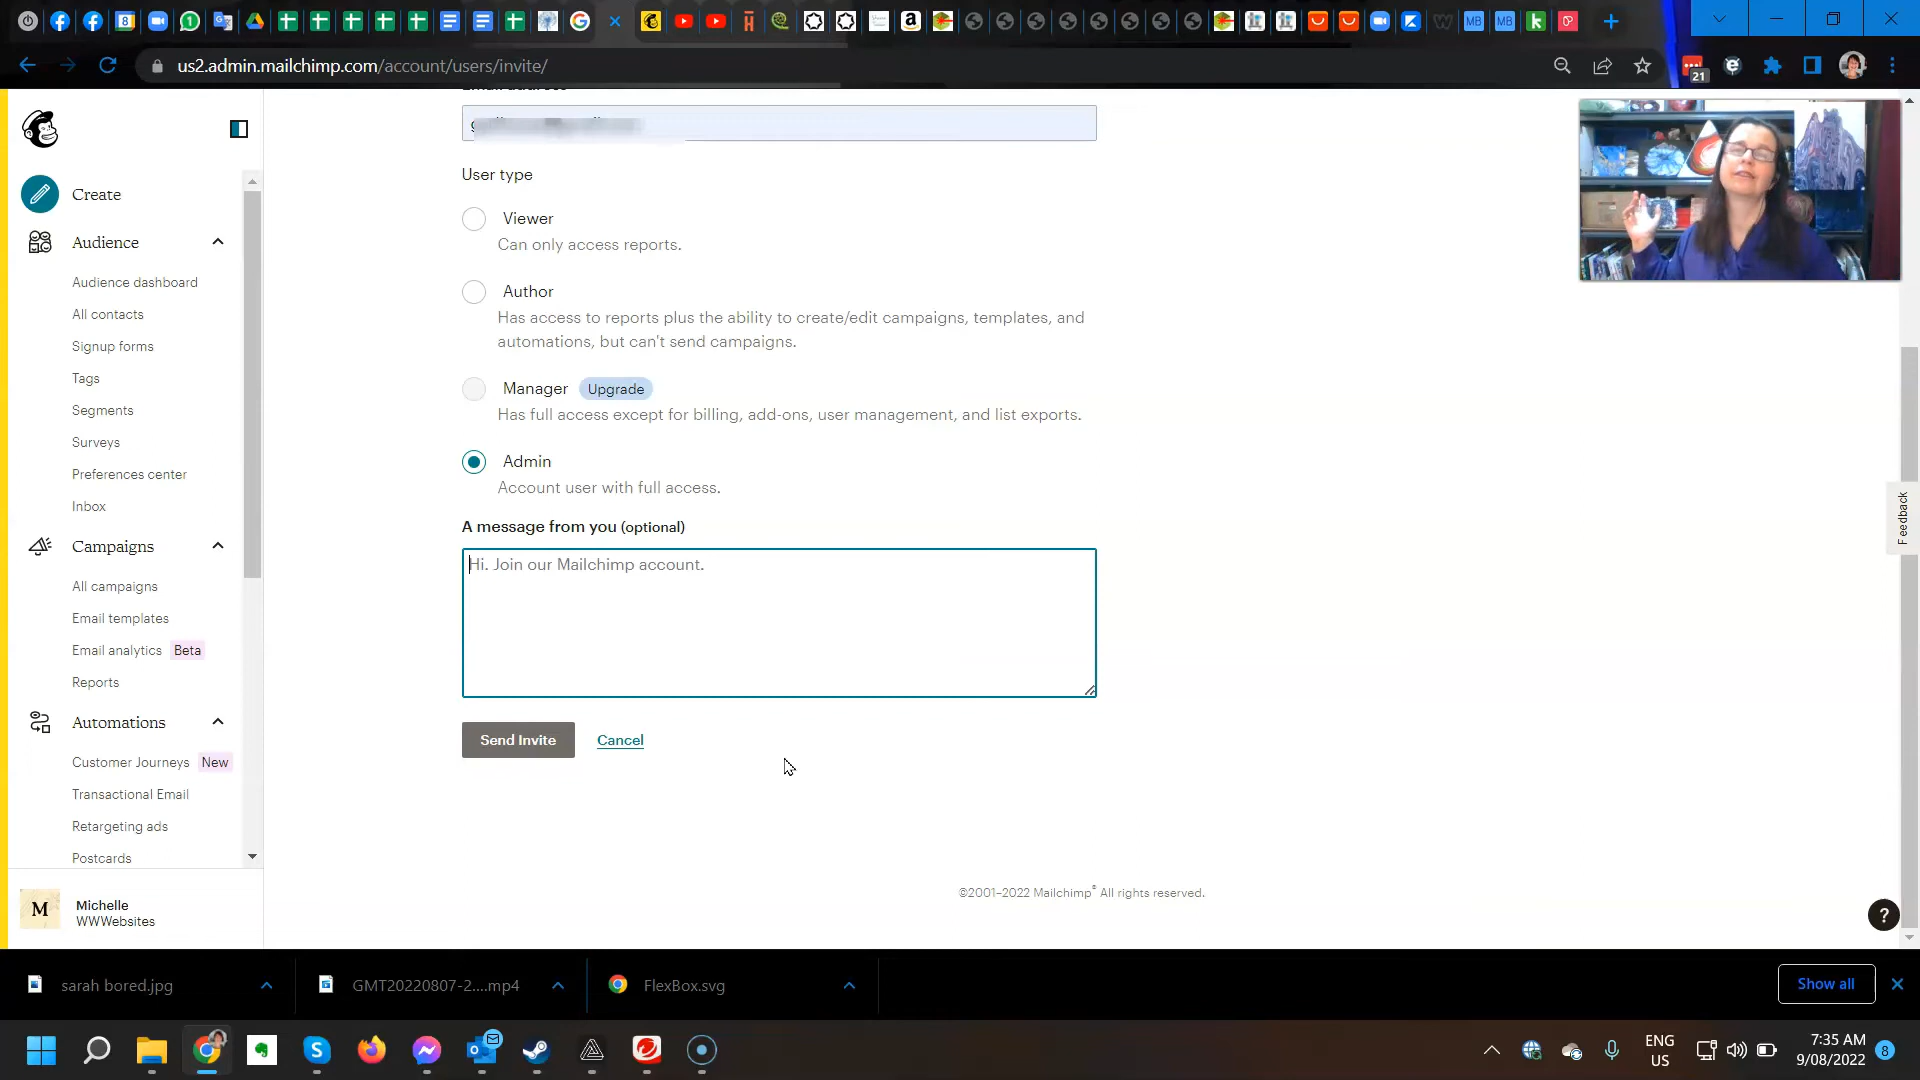 us2.admin.mailchimp.com/account/users/invite/
21
Create
Audience
Audience dashboard
All contacts
Signup forms
Tags
Segments
Surveys
Preferences center
Inbox
Campaigns
All campaigns
Email templates
Email analytics Beta
Reports
Automations
Customer Journeys New
Transactional Email
Retargeting ads
Postcards
M
Michelle
WWWebsites
User type
Viewer
Can only access reports.
Author
Has access to reports plus the ability to create/edit campaigns, templates, and
automations, but can't send campaigns.
Manager Upgrade
Has full access except for billing, add-ons, user management, and list exports.
Admin
Account user with full access.
A message from you (optional)
Hi. Join our Mailchimp account.
Send Invite Cancel
©2001–2022 Mailchimp® All rights reserved.
Feedback
?
sarah bored.jpg
GMT20220807-2....mp4
FlexBox.svg
Show all
ENG
US
7:35 AM
9/08/2022
8